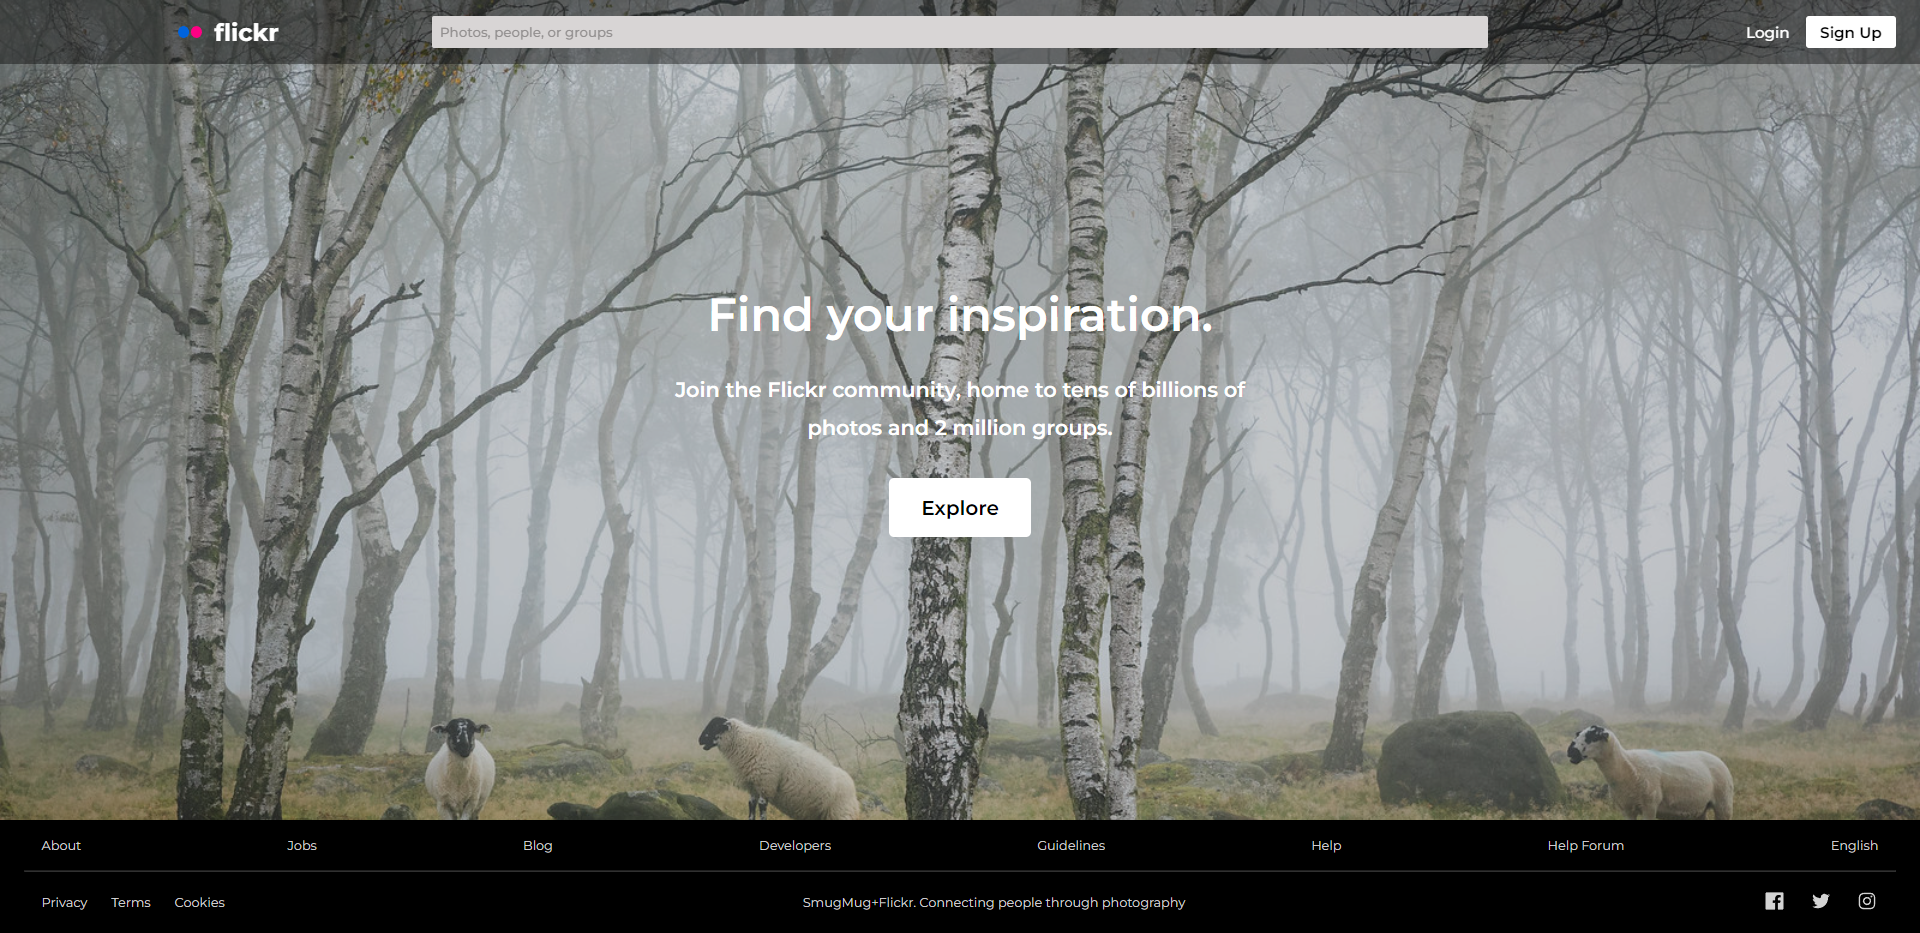 flickr
Photos, people, or groups
Login
Sign Up
Find your inspiration.
Join the Flickr community, home to tens of billions of
photos and 2 million groups.
Explore
About
Jobs
Blog
Developers
Guidelines
Help
Help Forum
English
Privacy
Terms
Cookies
SmugMug+Flickr. Connecting people through photography